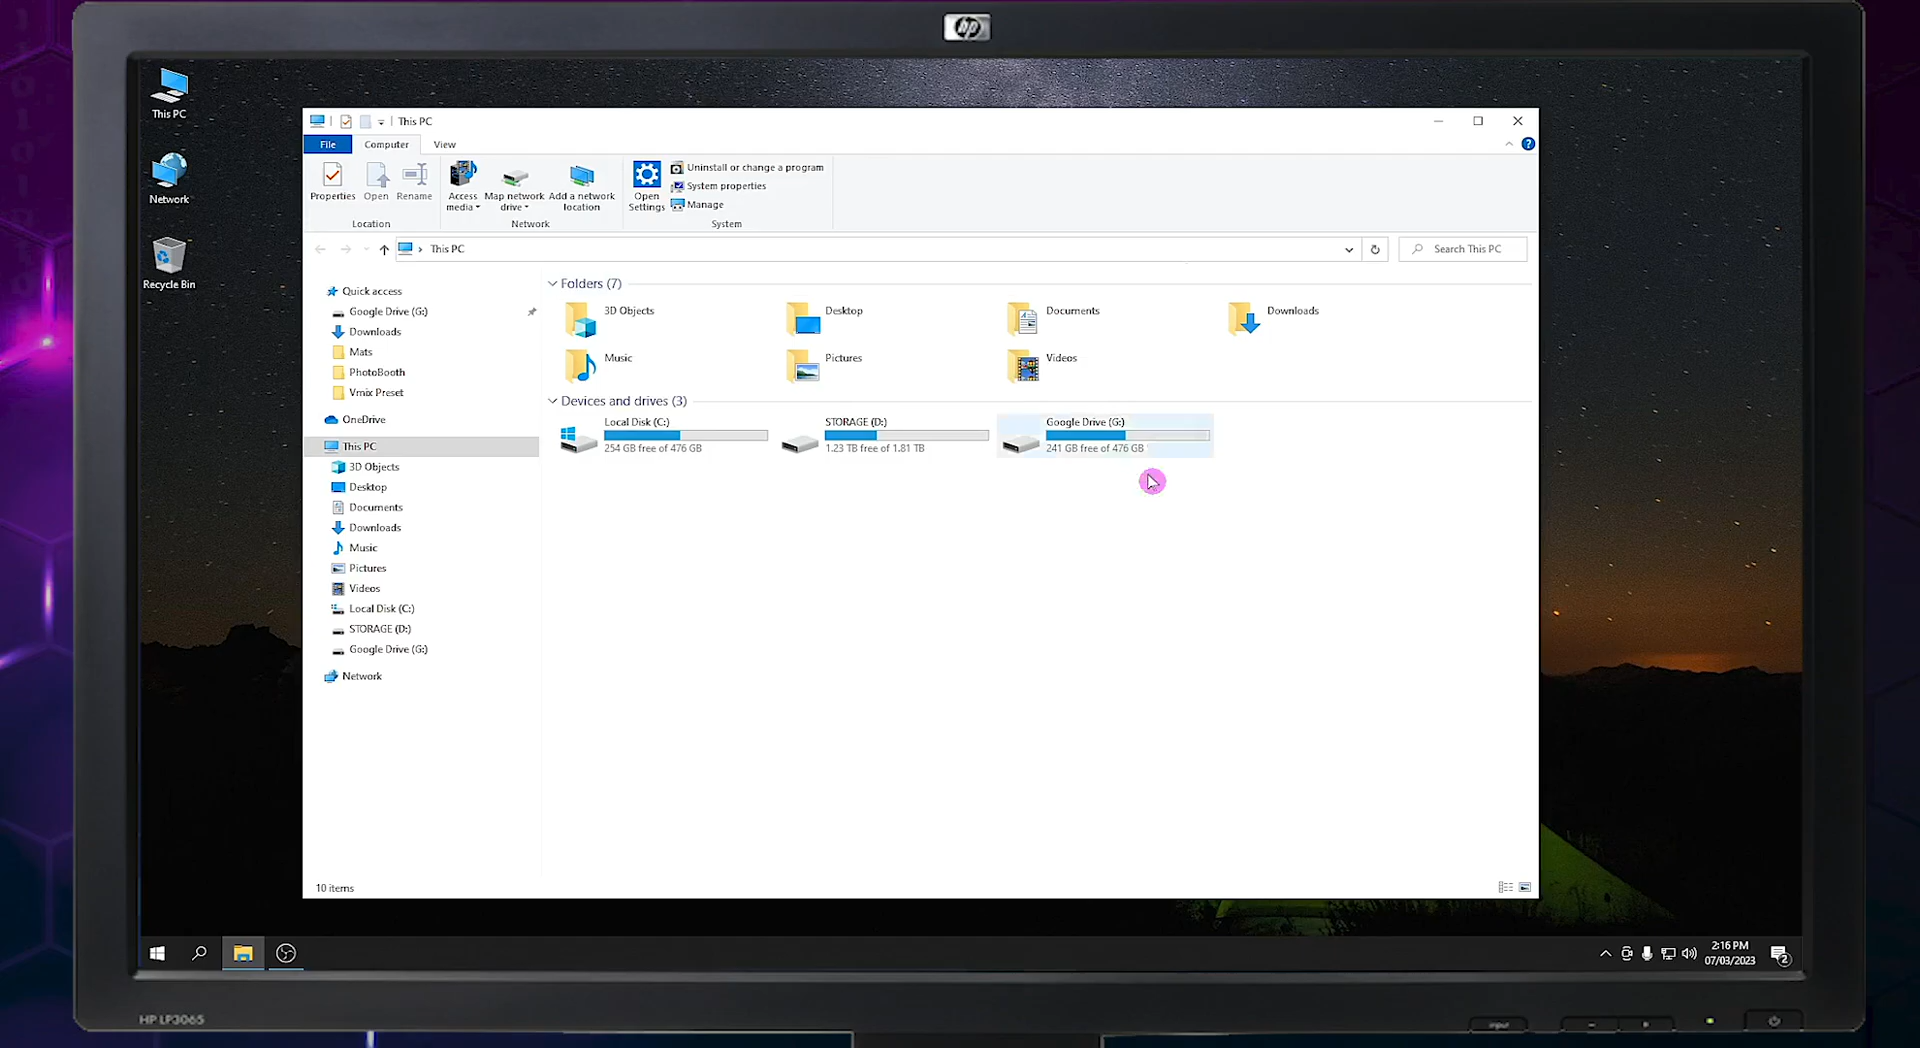 hp
This PC
Network
Recycle Bin
This PC
File
Computer
View
Properties
Open
Rename
Location
Access
media
Map network
drive
Add a network
location
Network
Open
Settings
Uninstall or change a program
System properties
Manage
System
This PC
Search This PC
Quick access
Google Drive (G:)
Downloads
Mats
PhotoBooth
Vmix Preset
OneDrive
This PC
3D Objects
Desktop
Documents
Downloads
Music
Pictures
Videos
Local Disk (C:)
STORAGE (D:)
Google Drive (G:)
Network
Folders (7)
3D Objects
Desktop
Documents
Downloads
Music
Pictures
Videos
Devices and drives (3)
Local Disk (C:)
254 GB free of 476 GB
STORAGE (D:)
1.23 TB free of 1.81 TB
Google Drive (G:)
241 GB free of 476 GB
10 items
2:16 PM
07/03/2023
2
HP LP3065
input